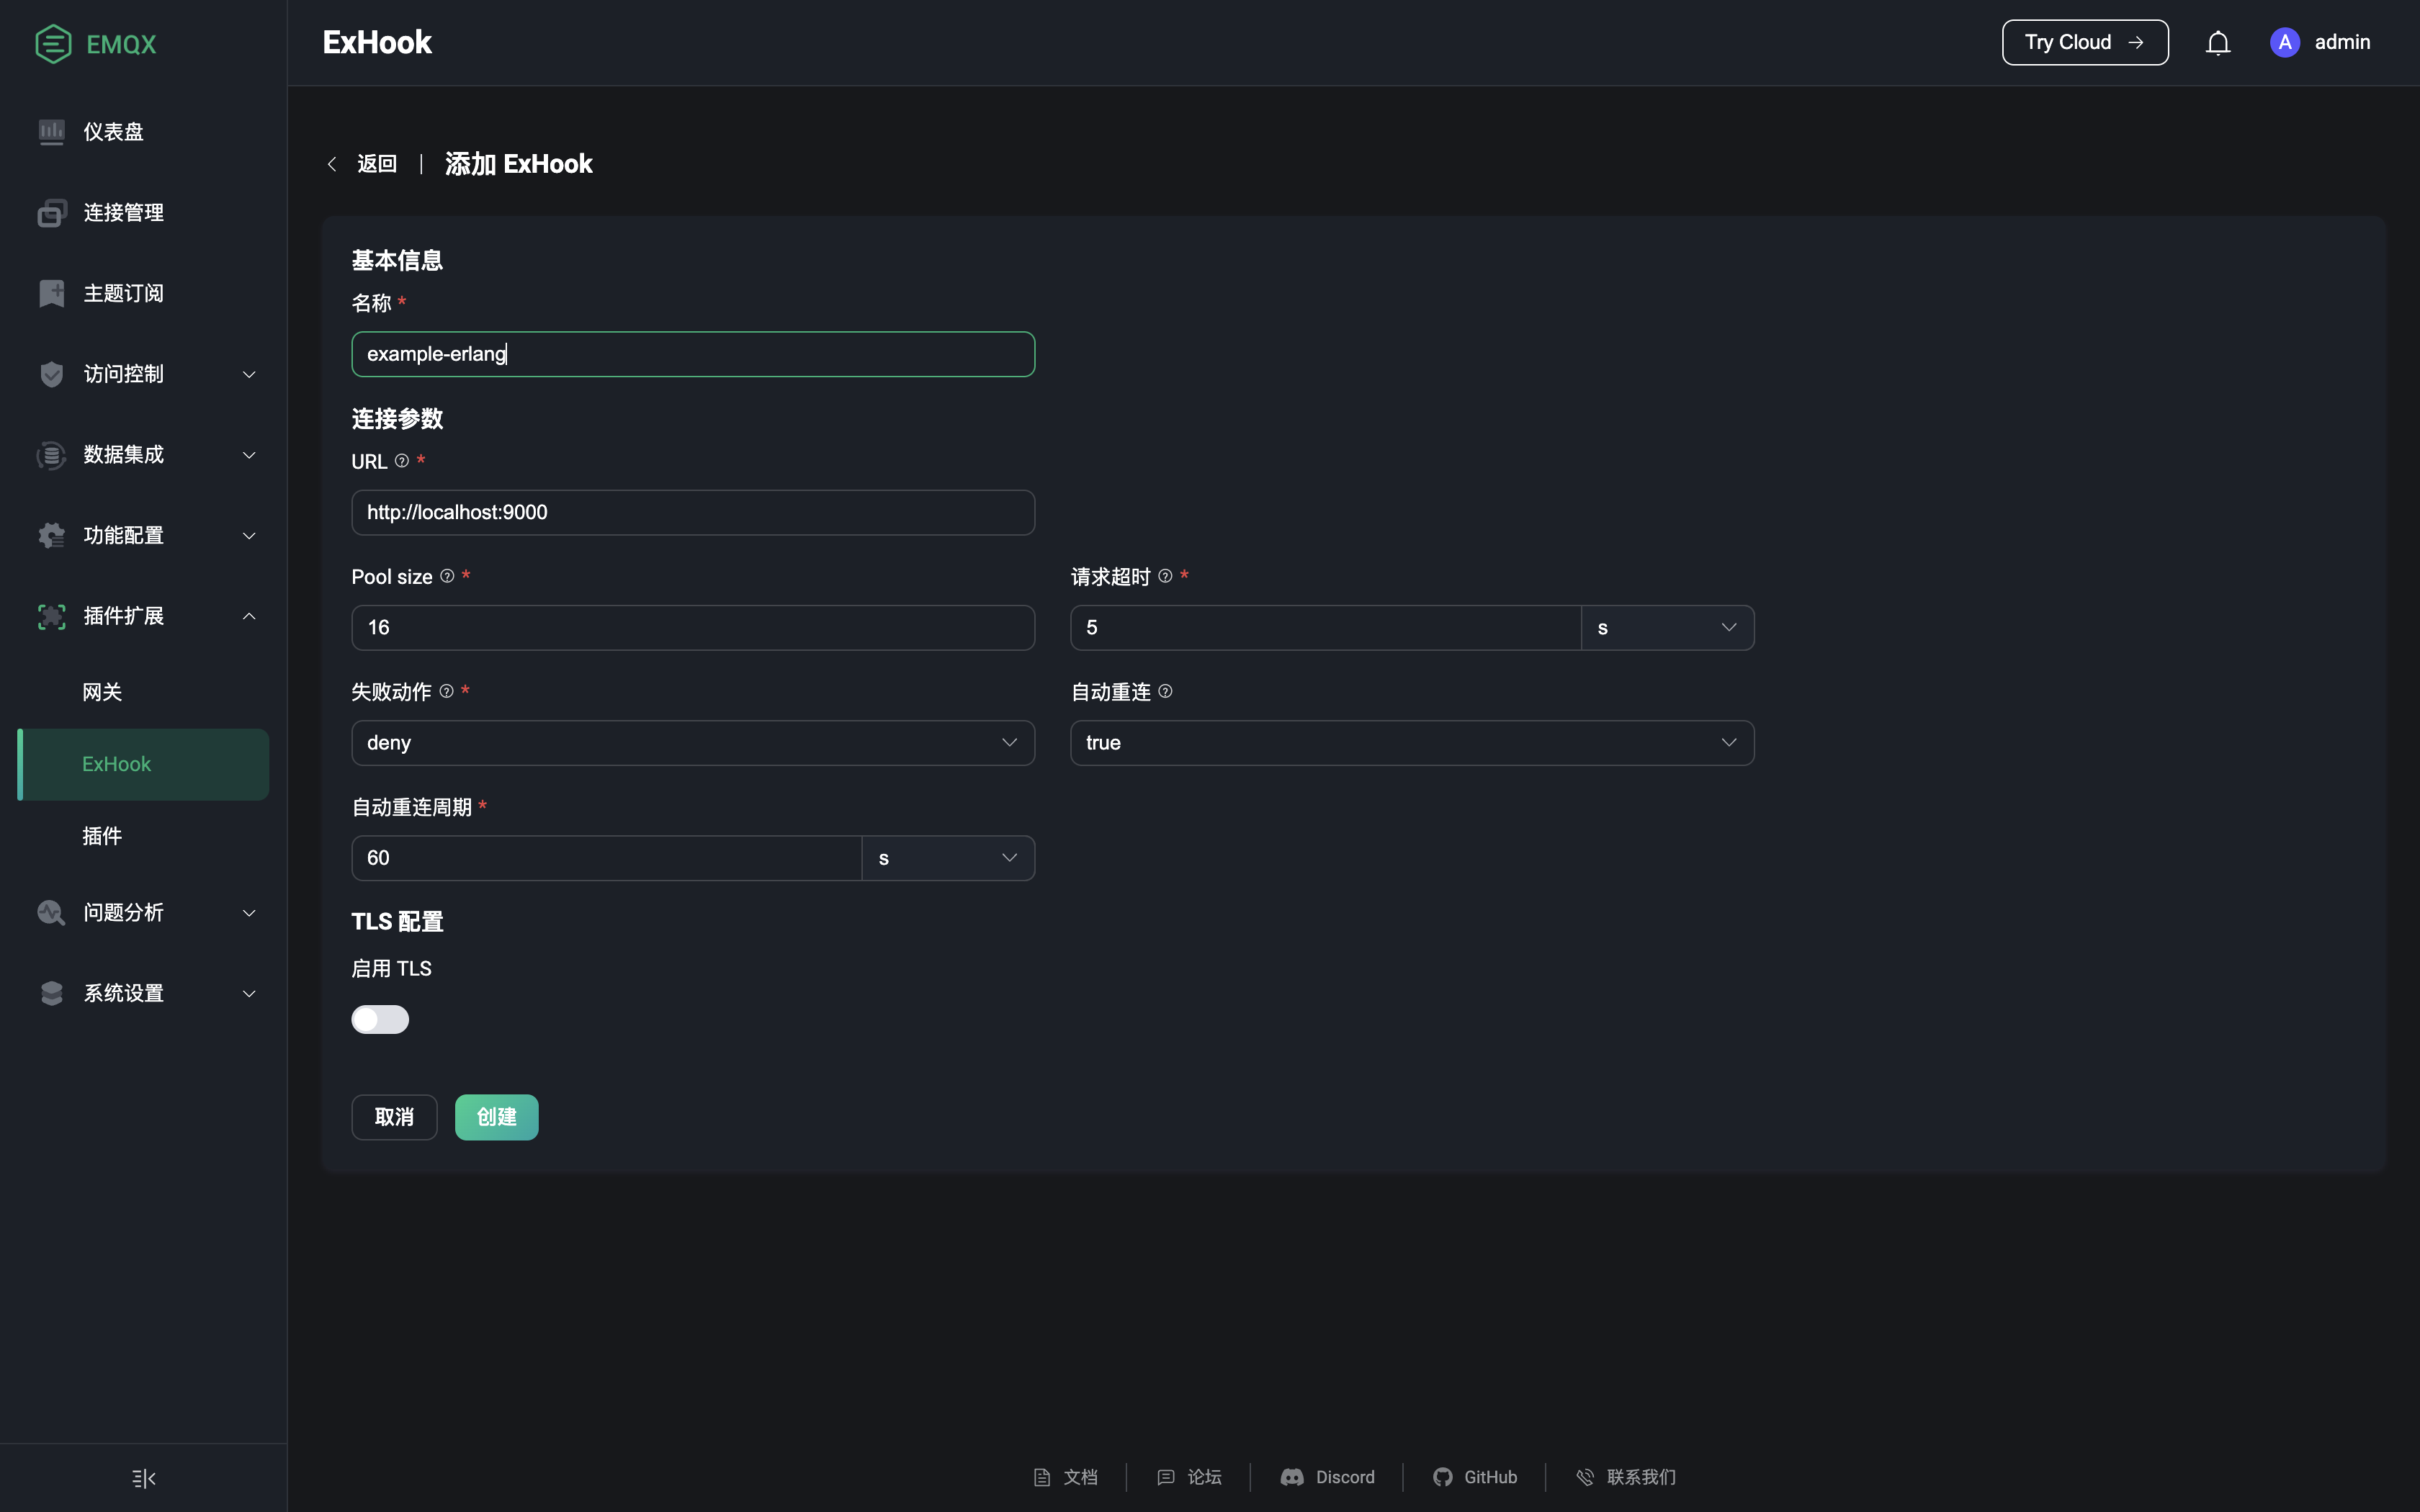 EMQX
ExHook
Try Cloud
A
admin
仪表盘
连接管理
主题订阅
访问控制
数据集成
功能配置
插件扩展
网关
ExHook
插件
问题分析
系统设置
返回
添加 ExHook
基本信息
名称 *
example-erlang
连接参数
URL *
http://localhost:9000
Pool size *
请求超时 *
16
5
s
失败动作 *
自动重连
deny
true
自动重连周期 *
60
s
TLS 配置
启用 TLS
取消
创建
文档
论坛
Discord
GitHub
联系我们